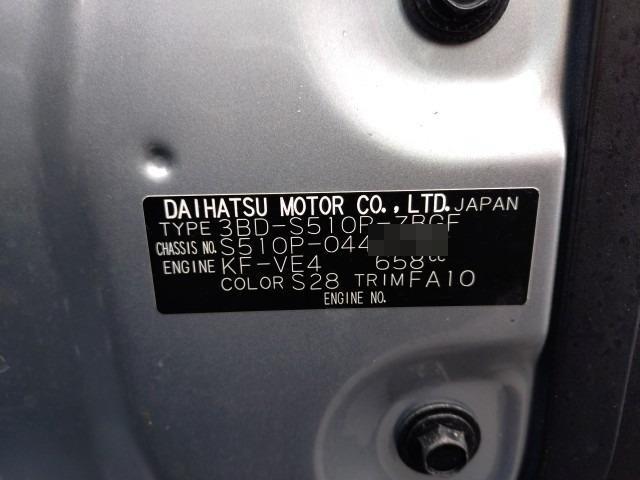 DAIHATSU MOTOR CO., LTD. JAPAN
TYPE 3BD-S510P-
CHASSIS NO. S510P-044
ENGINE KF-VE4 658cc
COLOR S28 TRIM FA10
ENGINE NO.